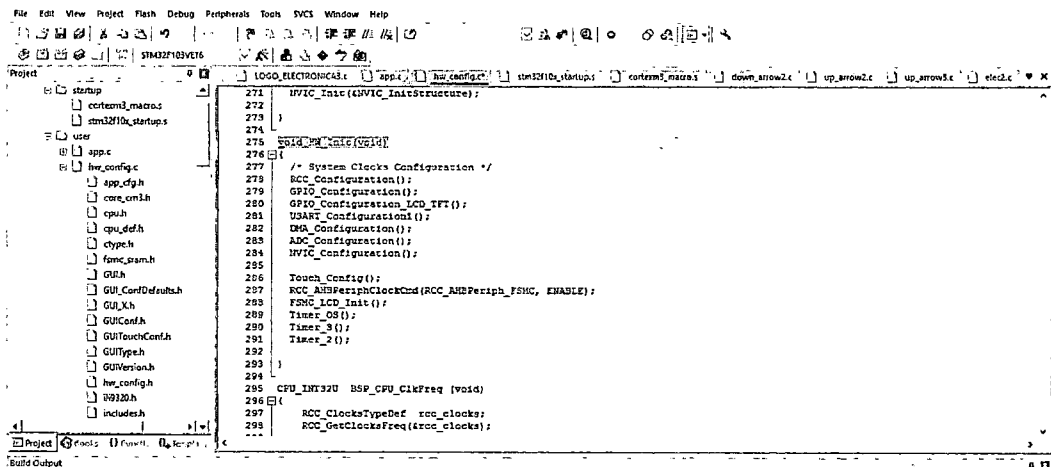 File Edit View Project Flash Debug Peripherals Tools SVCS Window Help
STM32F103VET6
Project
startup
cortexm3_macro.s
stm32f10x_startup.s
user
app.c
hw_config.c
app_cfg.h
core_cm3.h
cpu.h
cpu_def.h
ctype.h
fsmc_sram.h
GUI.h
GUI_ConfDefaults.h
GUI_X.h
GUIConf.h
GUITouchConf.h
GUIType.h
GUIVersion.h
hw_config.h
ili9320.h
includes.h
Project
LOGO_ELECTRONICA3.c app.c hw_config.c* stm32f10x_startup.s cortexm3_macro.s down_arrow2.c up_arrow2.c up_arrow3.c elec2.c
271 NVIC_Init(&NVIC_InitStructure);
272
273 }
274
275 void HW_Init(void)
276 {
277 /* System Clocks Configuration */
278 RCC_Configuration();
279 GPIO_Configuration();
280 GPIO_Configuration_LCD_TFT();
281 USART_Configuration1();
282 DMA_Configuration();
283 ADC_Configuration();
284 NVIC_Configuration();
285
286 Touch_Config();
287 RCC_AHBPeriphClockCmd(RCC_AHBPeriph_FSMC, ENABLE);
288 FSMC_LCD_Init();
289 Timer_OS();
290 Timer_3();
291 Timer_2();
292
293 }
294
295 CPU_INT32U BSP_CPU_ClkFreq (void)
296 {
297 RCC_ClocksTypeDef rcc_clocks;
298 RCC_GetClocksFreq(&rcc_clocks);
Build Output